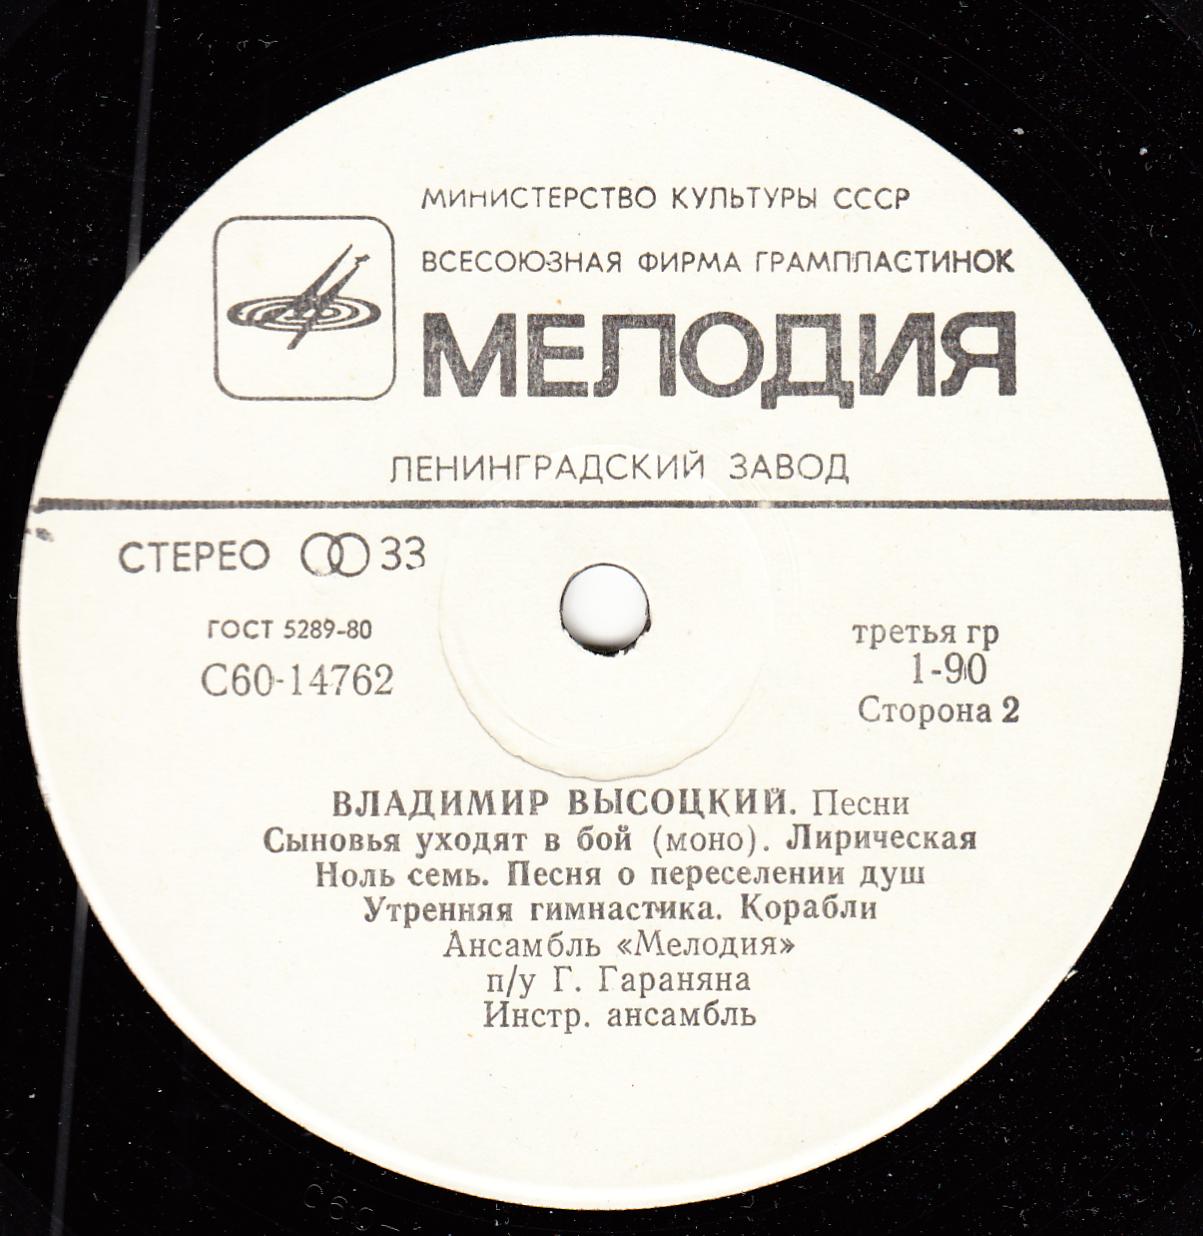 МИНИСТЕРСТВО КУЛЬТУРЫ СССР
ВСЕСОЮЗНАЯ ФИРМА ГРАМПЛАСТИНОК
МЕЛОДИЯ
ЛЕНИНГРАДСКИЙ ЗАВОД
СТЕРЕО 33
ГОСТ 5289-80
С60-14762
третья гр
1-90
Сторона 2
ВЛАДИМИР ВЫСОЦКИЙ. Песни
Сыновья уходят в бой (моно). Лирическая
Ноль семь. Песня о переселении душ
Утренняя гимнастика. Корабли
Ансамбль «Мелодия»
п/у Г. Гараняна
Инстр. ансамбль